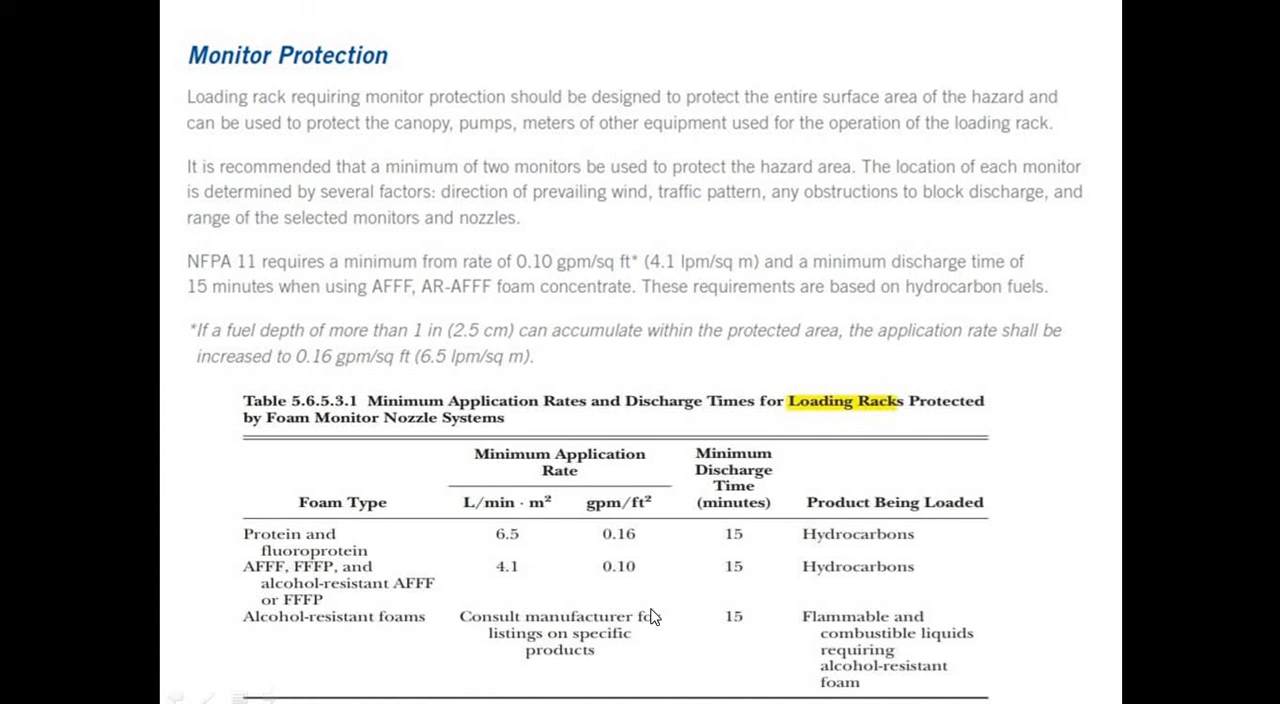 Monitor Protection
Loading rack requiring monitor protection should be designed to protect the entire surface area of the hazard and
can be used to protect the canopy, pumps, meters of other equipment used for the operation of the loading rack.
It is recommended that a minimum of two monitors be used to protect the hazard area. The location of each monitor
is determined by several factors: direction of prevailing wind, traffic pattern, any obstructions to block discharge, and
range of the selected monitors and nozzles.
NFPA 11 requires a minimum from rate of 0.10 gpm/sq ft* (4.1 lpm/sq m) and a minimum discharge time of
15 minutes when using AFFF, AR-AFFF foam concentrate. These requirements are based on hydrocarbon fuels.
*If a fuel depth of more than 1 in (2.5 cm) can accumulate within the protected area, the application rate shall be
increased to 0.16 gpm/sq ft (6.5 lpm/sq m).
Table 5.6.5.3.1 Minimum Application Rates and Discharge Times for Loading Racks Protected
by Foam Monitor Nozzle Systems
Minimum Application
Rate
Minimum
Discharge
Time
(minutes)
Foam Type
L/min · m²
gpm/ft²
Product Being Loaded
Protein and
fluoroprotein
6.5
0.16
15
Hydrocarbons
AFFF, FFFP, and
alcohol-resistant AFFF
or FFFP
4.1
0.10
15
Hydrocarbons
Alcohol-resistant foams
Consult manufacturer for
listings on specific
products
15
Flammable and
combustible liquids
requiring
alcohol-resistant
foam